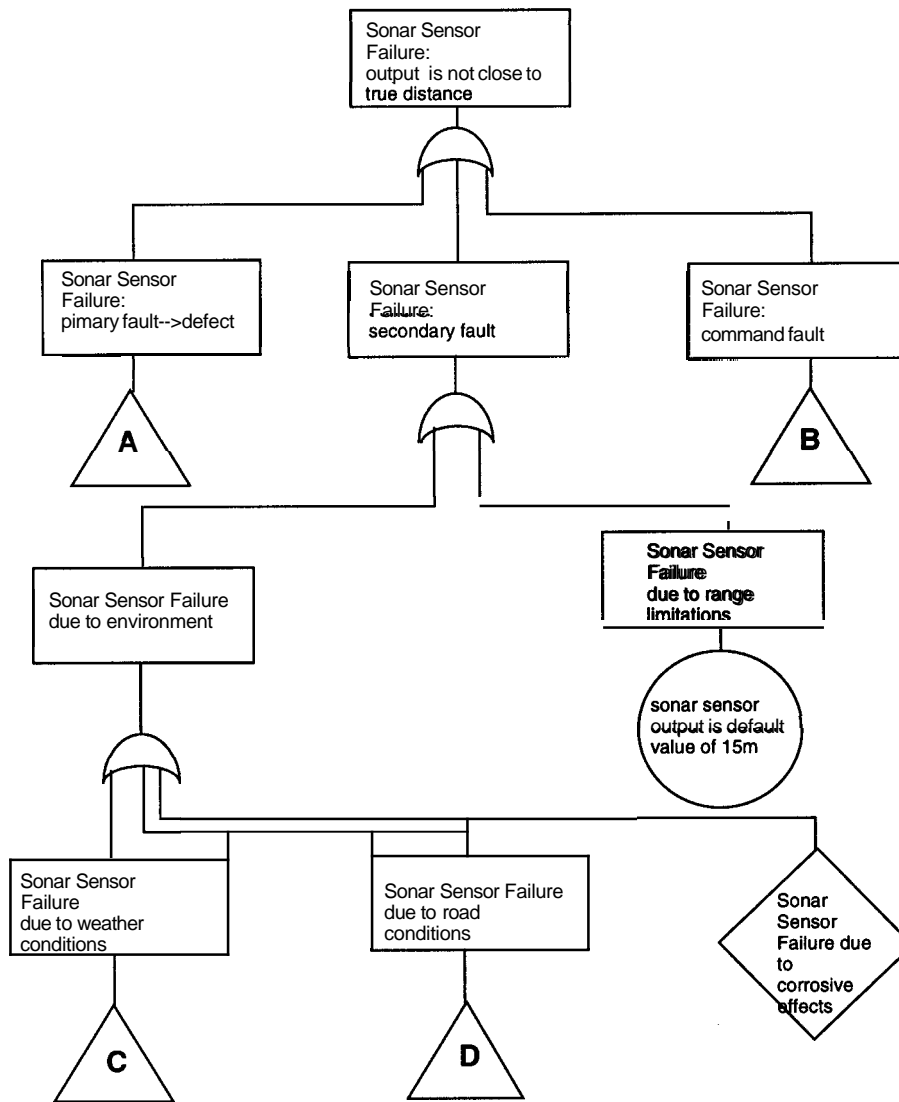 Sonar Sensor
Failure:
output is not close to
true distance
Sonar Sensor
Failure:
pimary fault-->defect
Sonar Sensor
Failure:
secondary fault
Sonar Sensor
Failure:
command fault
A
B
Sonar Sensor Failure
due to environment
Sonar Sensor
Failure
due to range
limitations
sonar sensor
output is default
value of 15m
Sonar Sensor
Failure
due to weather
conditions
Sonar Sensor Failure
due to road
conditions
Sonar
Sensor
Failure due
to
corrosive
effects
C
D